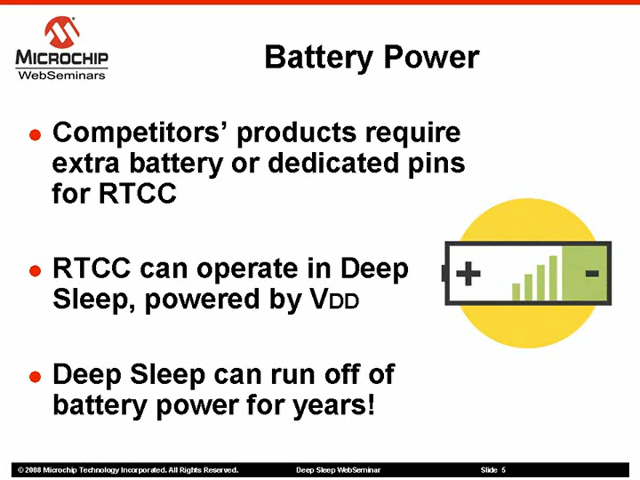 MICROCHIP
WebSeminars
Battery Power
Competitors' products require
extra battery or dedicated pins
for RTCC
RTCC can operate in Deep
Sleep, powered by VDD
+ -
Deep Sleep can run off of
battery power for years!
© 2008 Microchip Technology Incorporated. All Rights Reserved. Deep Sleep WebSeminar Slide 5